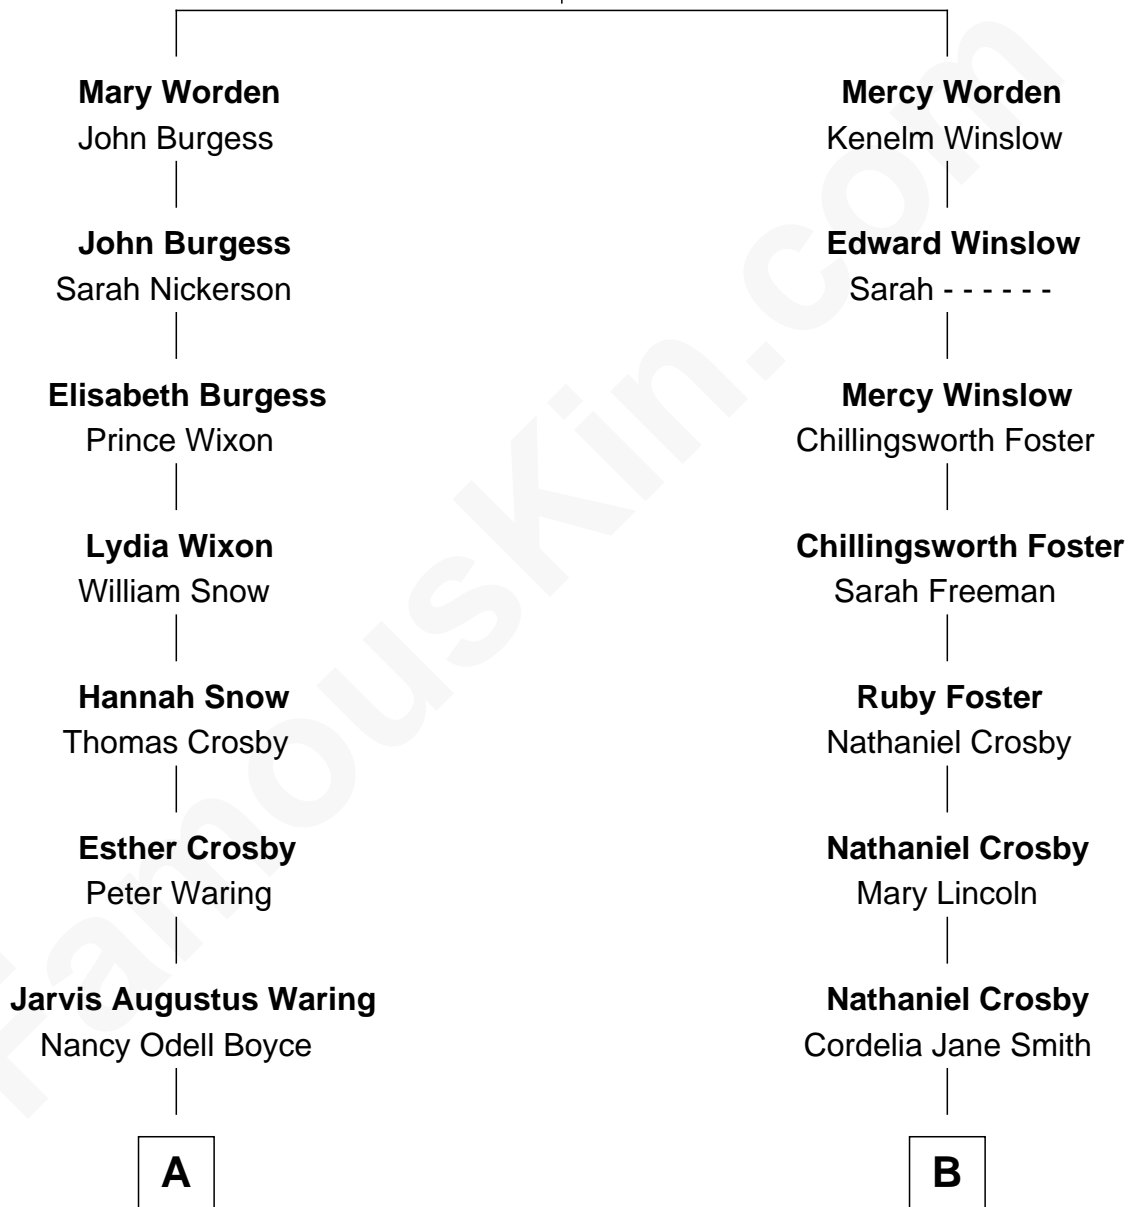 Mary Worden
John Burgess
Mercy Worden
Kenelm Winslow
John Burgess
Sarah Nickerson
Edward Winslow
Sarah - - - - - -
Elisabeth Burgess
Prince Wixon
Mercy Winslow
Chillingsworth Foster
Lydia Wixon
William Snow
Chillingsworth Foster
Sarah Freeman
Hannah Snow
Thomas Crosby
Ruby Foster
Nathaniel Crosby
Esther Crosby
Peter Waring
Nathaniel Crosby
Mary Lincoln
Jarvis Augustus Waring
Nancy Odell Boyce
Nathaniel Crosby
Cordelia Jane Smith
A
B
FamousKin.com